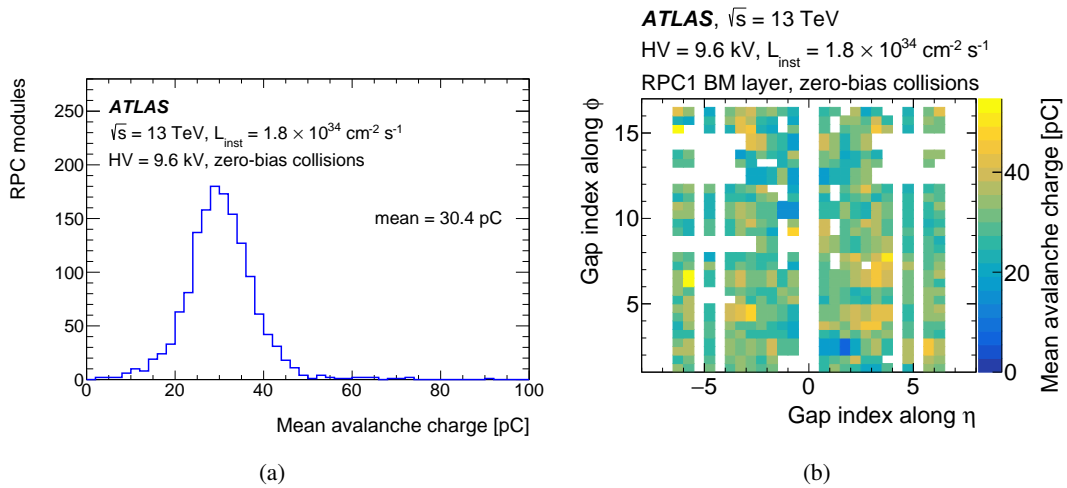 ATLAS
√s = 13 TeV, L_inst = 1.8 × 10^34 cm^-2 s^-1
HV = 9.6 kV, zero-bias collisions
mean = 30.4 pC
RPC modules
250
200
150
100
50
0
0 20 40 60 80 100
Mean avalanche charge [pC]
(a)
ATLAS, √s = 13 TeV
HV = 9.6 kV, L_inst = 1.8 × 10^34 cm^-2 s^-1
RPC1 BM layer, zero-bias collisions
Gap index along ϕ
15
10
5
−5 0 5
Gap index along η
40
20
0
Mean avalanche charge [pC]
(b)